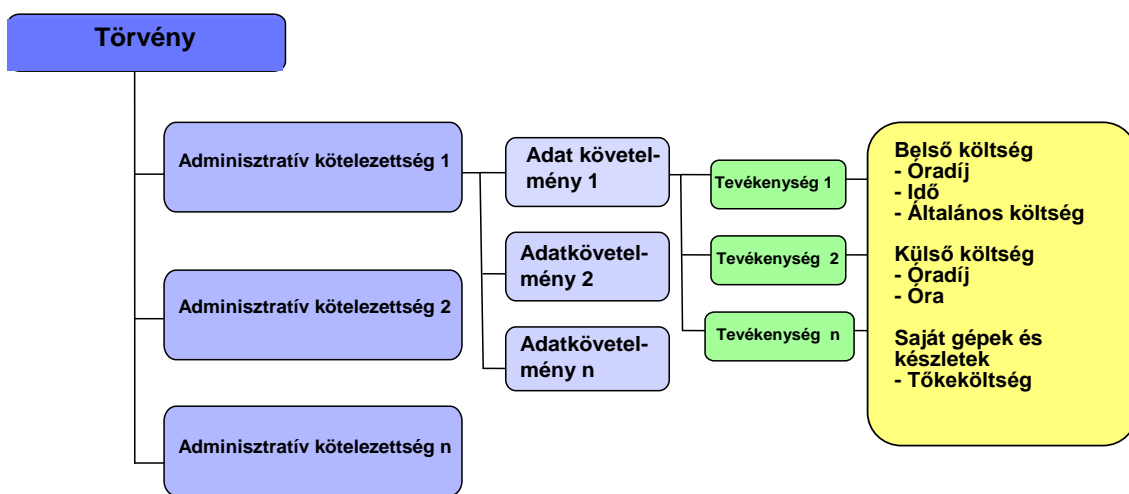 Törvény
Adminisztratív kötelezettség 1
Adminisztratív kötelezettség 2
Adminisztratív kötelezettség n
Adat követel-
mény 1
Adatkövetel-
mény 2
Adatkövetel-
mény n
Tevékenység 1
Tevékenység 2
Tevékenység n
Belső költség
- Óradíj
- Idő
- Általános költség
Külső költség
- Óradíj
- Óra
Saját gépek és
készletek
- Tőkeköltség